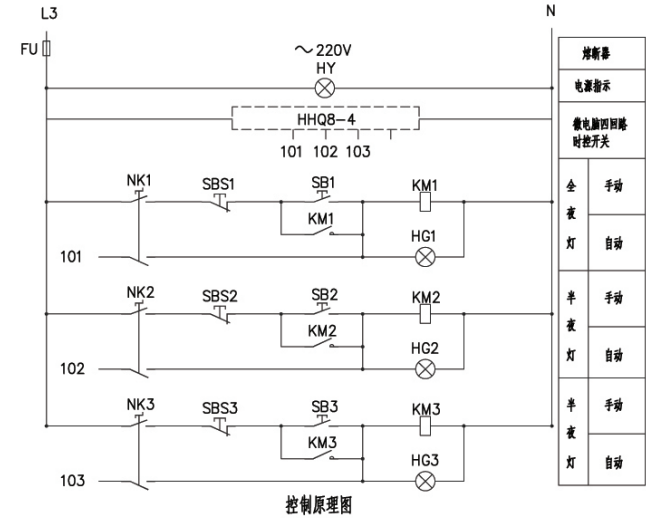 L3
N
FU
~220V
HY
熔断器
电源指示
HHQ8-4
101 102 103
微电脑四回路
时控开关
NK1
SBS1
SB1
KM1
KM1
HG1
101
全夜灯
手动
自动
NK2
SBS2
SB2
KM2
KM2
HG2
102
半夜灯
手动
自动
NK3
SBS3
SB3
KM3
KM3
HG3
103
半夜灯
手动
自动
控制原理图